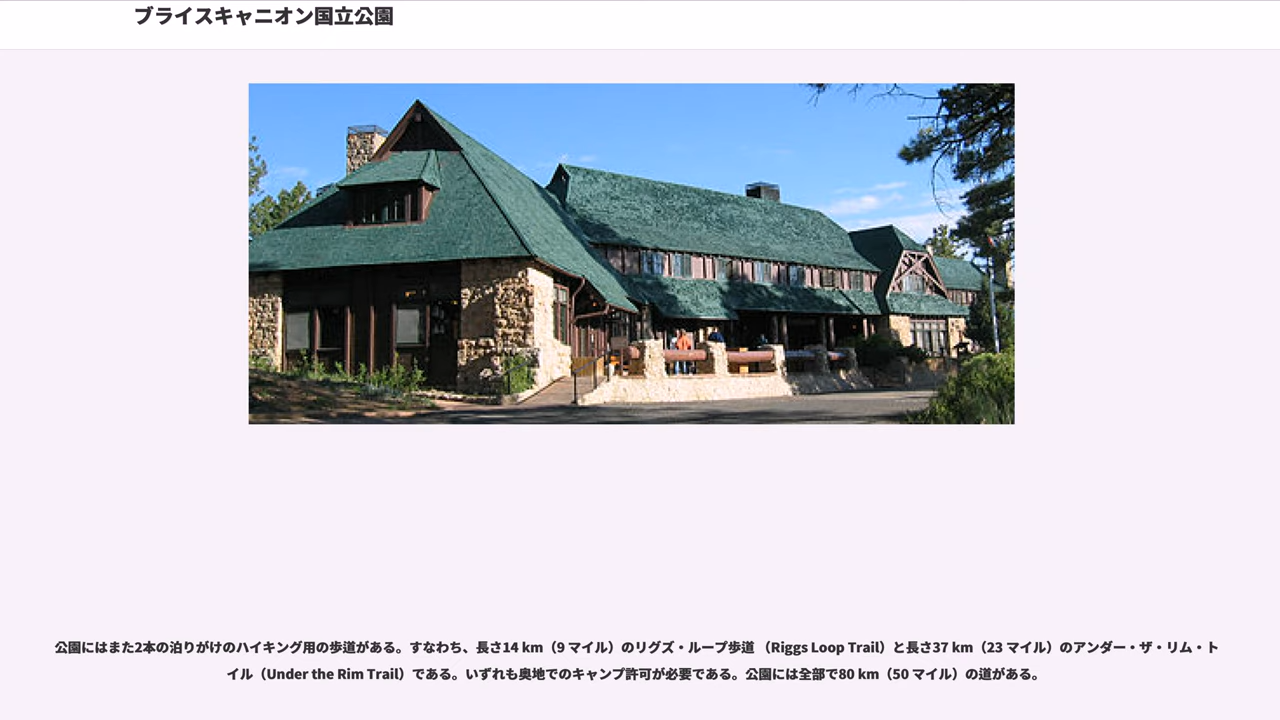 ブライスキャニオン国立公園
公園にはまた2本の泊りがけのハイキング用の歩道がある。すなわち、長さ14 km（9 マイル）のリグズ・ループ歩道 （Riggs Loop Trail）と長さ37 km（23 マイル）のアンダー・ザ・リム・ト
イル（Under the Rim Trail）である。いずれも奥地でのキャンプ許可が必要である。公園には全部で80 km（50 マイル）の道がある。